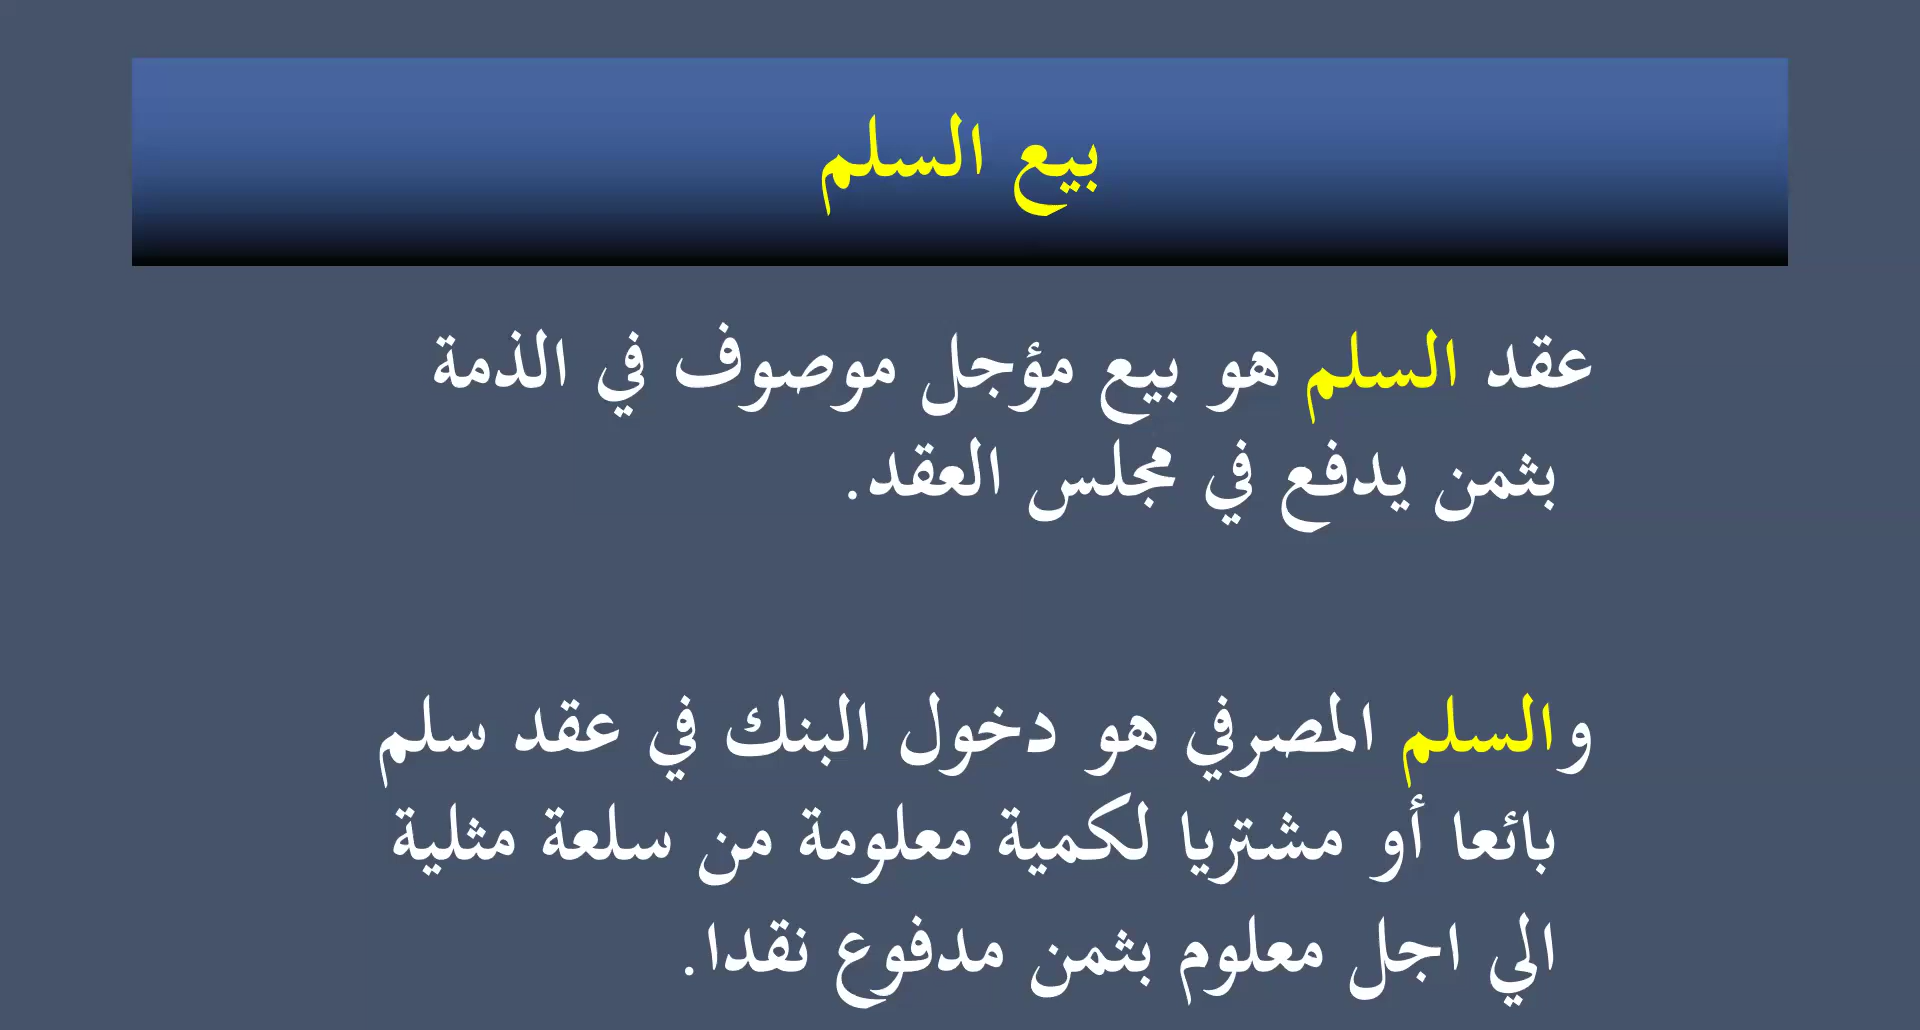 بيع السلم
عقد السلم هو بيع مؤجل موصوف في الذمة
بثمن يدفع في مجلس العقد.
والسلم المصرفي هو دخول البنك في عقد سلم
بائعا أو مشتريا لكمية معلومة من سلعة مثلية
الي اجل معلوم بثمن مدفوع نقدا.